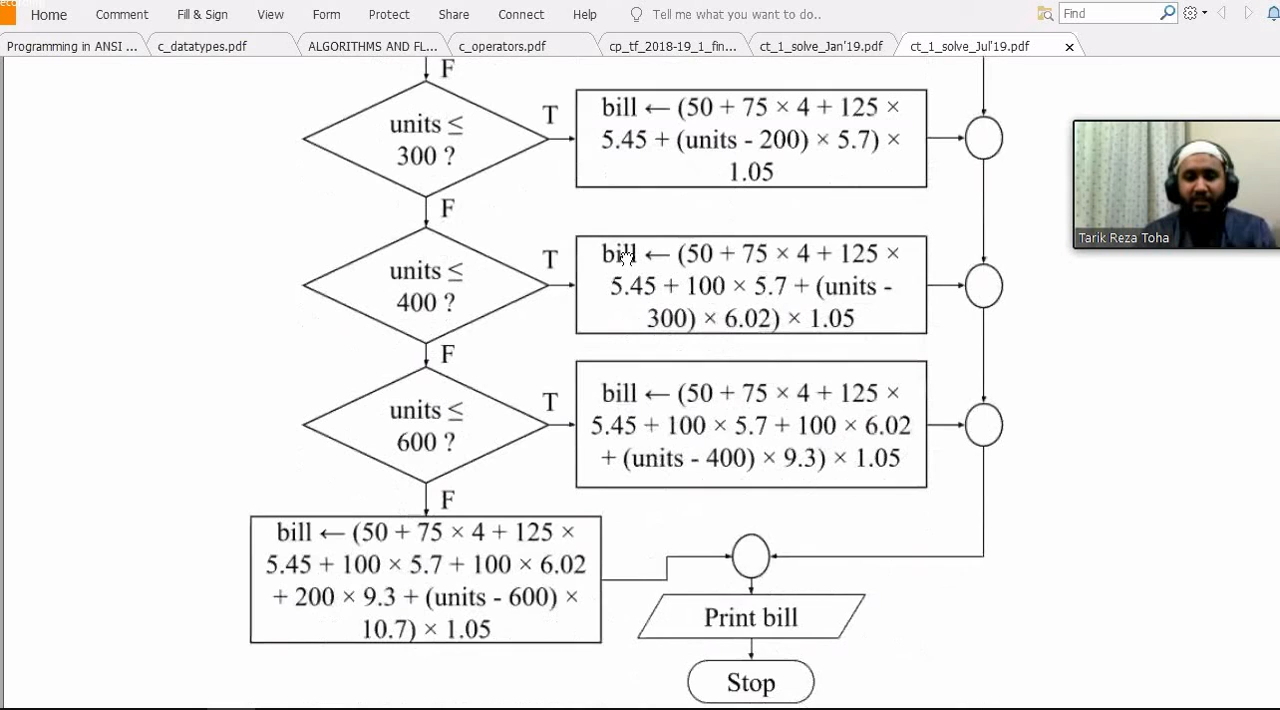 Home Comment Fill & Sign View Form Protect Share Connect Help Tell me what you want to do.. Find
Programming in ANSI ... c_datatypes.pdf ALGORITHMS AND FL... c_operators.pdf cp_tf_2018-19_1_fin... ct_1_solve_Jan'19.pdf ct_1_solve_Jul'19.pdf
F
units ≤
300 ?
T
bill ← (50 + 75 × 4 + 125 ×
5.45 + (units - 200) × 5.7) ×
1.05
Tarik Reza Toha
F
units ≤
400 ?
T
bill ← (50 + 75 × 4 + 125 ×
5.45 + 100 × 5.7 + (units -
300) × 6.02) × 1.05
F
units ≤
600 ?
T
bill ← (50 + 75 × 4 + 125 ×
5.45 + 100 × 5.7 + 100 × 6.02
+ (units - 400) × 9.3) × 1.05
F
bill ← (50 + 75 × 4 + 125 ×
5.45 + 100 × 5.7 + 100 × 6.02
+ 200 × 9.3 + (units - 600) ×
10.7) × 1.05
Print bill
Stop